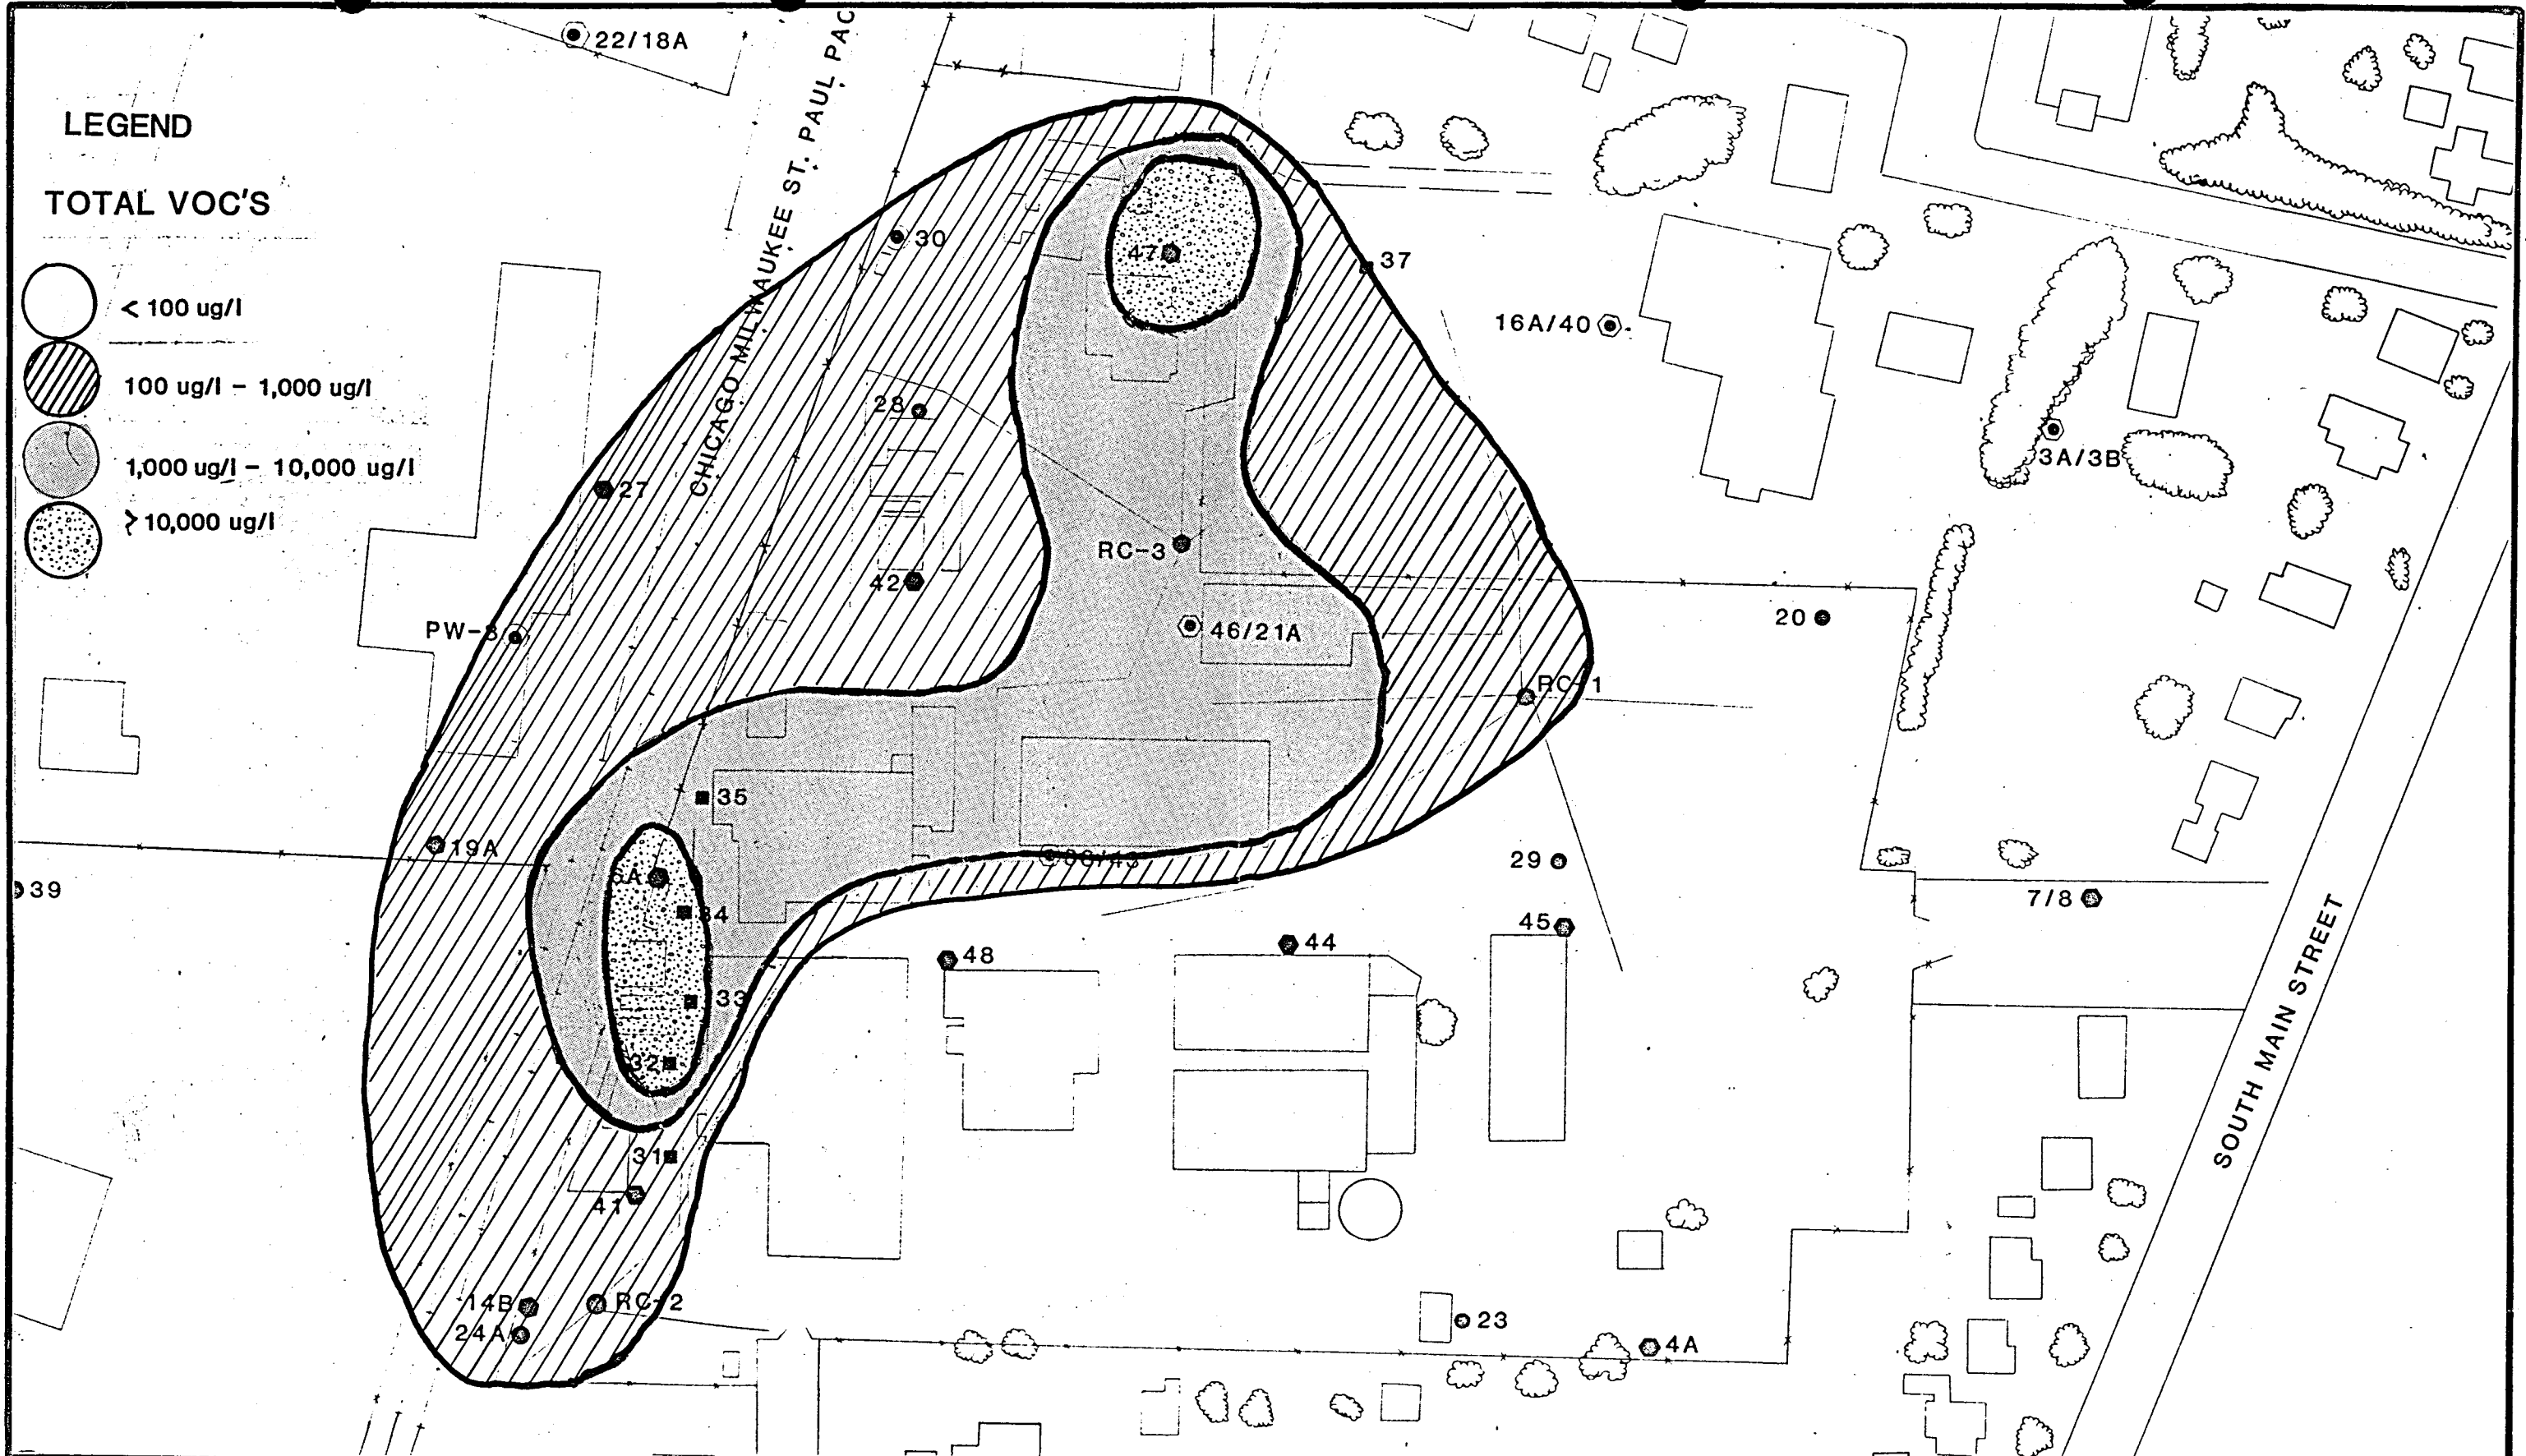 22/18A
CHICAGO MILWAUKEE ST. PAUL PAC
LEGEND
TOTAL VOC'S
< 100 ug/l
100 ug/l - 1,000 ug/l
1,000 ug/l - 10,000 ug/l
> 10,000 ug/l
30
47
37
16A/40
28
3A/3B
27
RC-3
42
PW-3
46/21A
20
RC-1
35
19A
39
29
7/8
34
45
44
48
33
32
SOUTH MAIN STREET
31
41
14B
RC-2
24A
23
4A